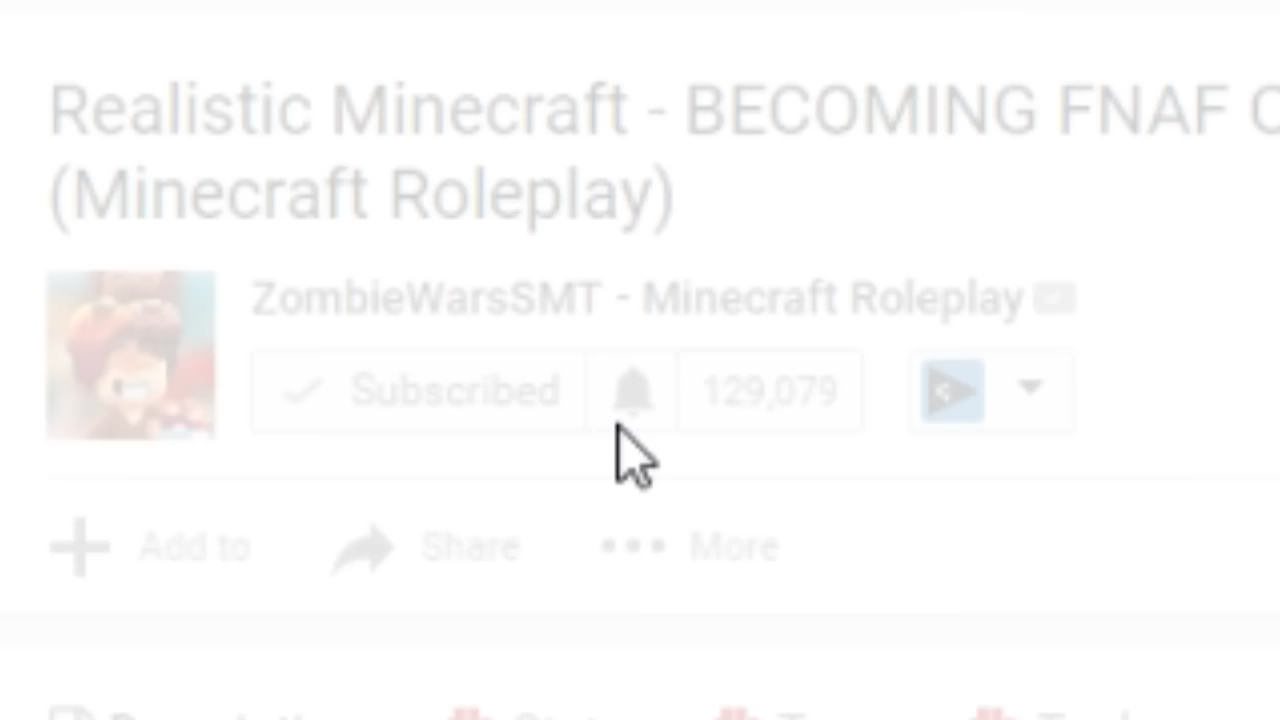 Realistic Minecraft - BECOMING FNAF
(Minecraft Roleplay)
ZombieWarsSMT - Minecraft Roleplay
Subscribed 129,079
Add to Share More